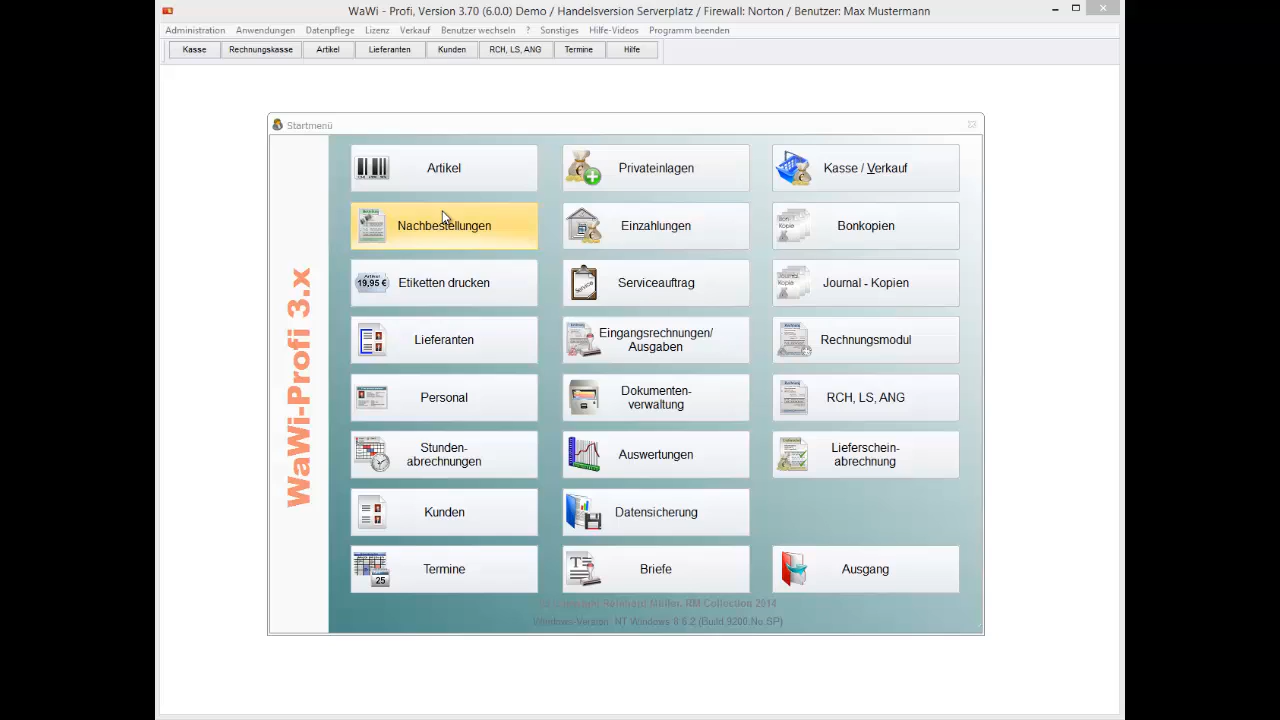 WaWi - Profi, Version 3.70 (6.0.0) Demo / Handelsversion Serverplatz / Firewall: Norton / Benutzer: Max Mustermann
Administration Anwendungen Datenpflege Lizenz Verkauf Benutzer wechseln ? Sonstiges Hilfe-Videos Programm beenden
Kasse Rechnungskasse Artikel Lieferanten Kunden RCH, LS, ANG Termine Hilfe
Startmenü
WaWi-Profi 3.x
Artikel
Nachbestellungen
Etiketten drucken
19,95 €
Lieferanten
Personal
Stunden-
abrechnungen
Kunden
Termine
25
Privateinlagen
Einzahlungen
Serviceauftrag
Eingangsrechnungen/
Ausgaben
Dokumenten-
verwaltung
Auswertungen
Datensicherung
Briefe
Kasse / Verkauf
Bonkopien
Journal - Kopien
Rechnungsmodul
RCH, LS, ANG
Lieferschein-
abrechnung
Ausgang
RM Collection 2014
Windows-Version: NT Windows 8 6.2 (Build 9200.No.SP)